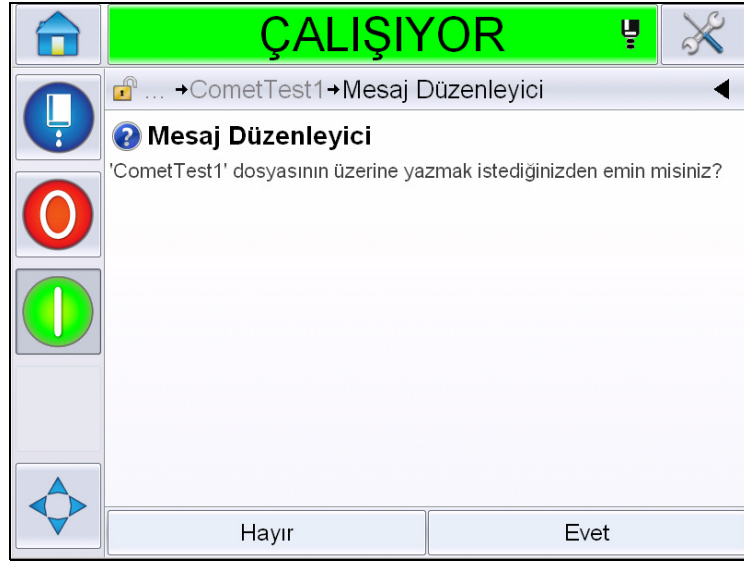 ÇALIŞIYOR
... →CometTest1→Mesaj Düzenleyici
Mesaj Düzenleyici
'CometTest1' dosyasının üzerine yazmak istediğinizden emin misiniz?
Hayır
Evet